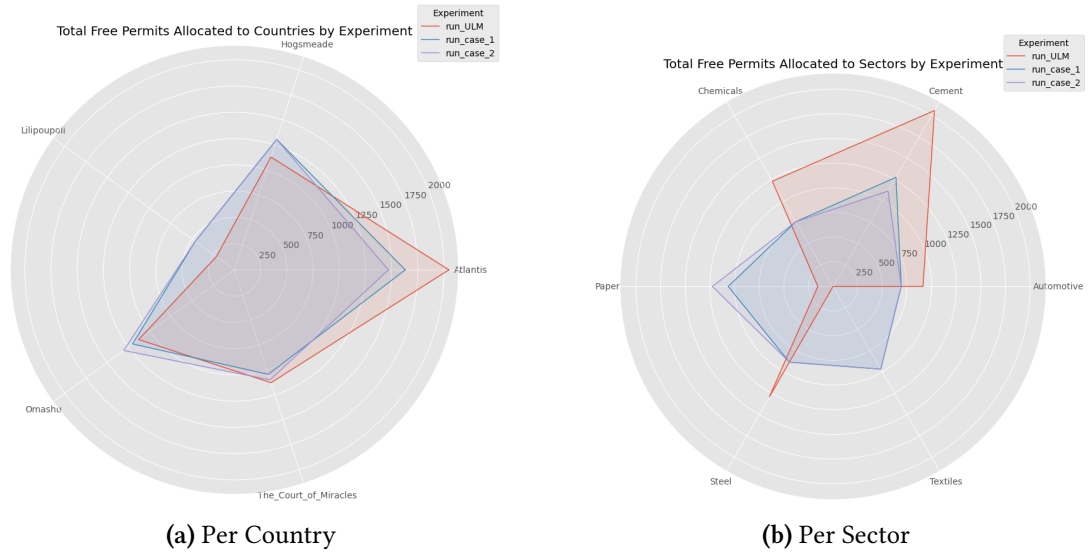 Total Free Permits Allocated to Countries by Experiment
Experiment
run_ULM
run_case_1
run_case_2
Hogsmeade
Lilipoupoli
2000
1750
1500
1250
1000
750
500
250
Atlantis
Omashu
The_Court_of_Miracles
(a) Per Country
Total Free Permits Allocated to Sectors by Experiment
Experiment
run_ULM
run_case_1
run_case_2
Chemicals
Cement
2000
1750
1500
1250
1000
750
500
250
Paper
Automotive
Steel
Textiles
(b) Per Sector